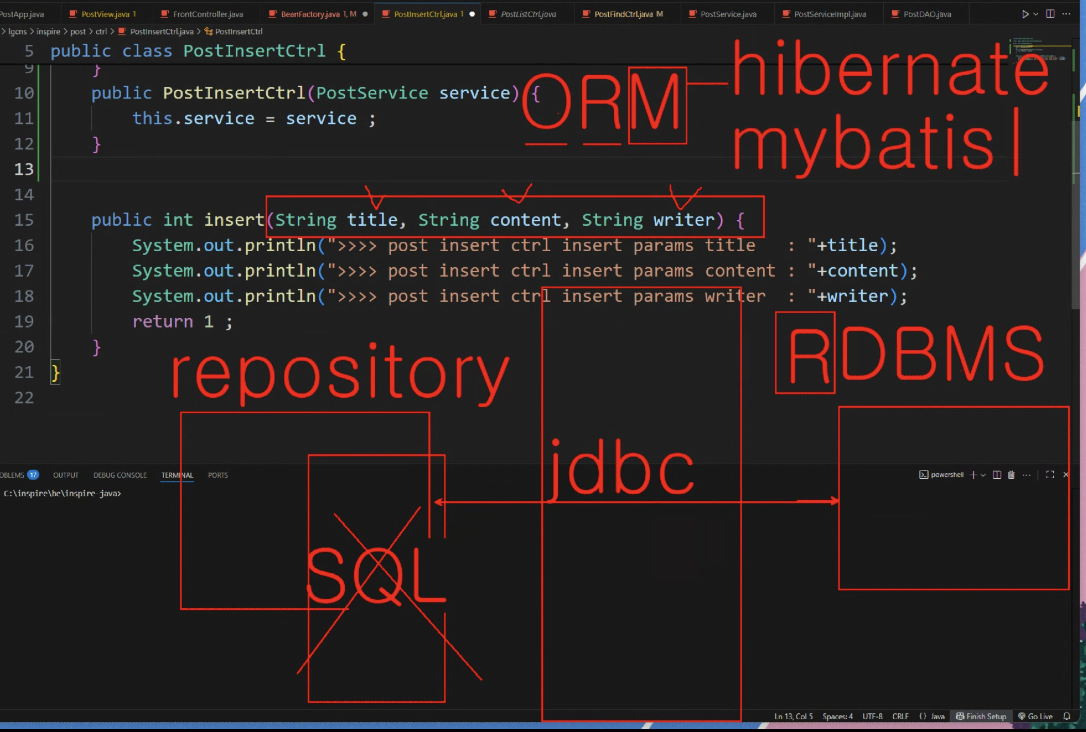 PostApp.java PostView.java 1 FrontController.java BeanFactory.java 1, M PostInsertCtrl.java 1 PostListCtrl.java PostFindCtrl.java M PostService.java PostServiceImpl.java PostDAO.java
> lgcns > inspire > post > ctrl > PostInsertCtrl.java > PostInsertCtrl
5 public class PostInsertCtrl {
9 }
10 public PostInsertCtrl(PostService service) {
11 this.service = service ;
12 }
13
14
15 public int insert(String title, String content, String writer) {
16 System.out.println(">>>> post insert ctrl insert params title   : "+title);
17 System.out.println(">>>> post insert ctrl insert params content : "+content);
18 System.out.println(">>>> post insert ctrl insert params writer  : "+writer);
19 return 1 ;
20 }
21 }
22
ORM
hibernate
mybatis
repository
RDBMS
jdbc
SQL
OBLEMS 17 OUTPUT DEBUG CONSOLE TERMINAL PORTS powershell
C:\inspire\be\inspire java>
Ln 13, Col 5 Spaces: 4 UTF-8 CRLF {} Java Finish Setup Go Live